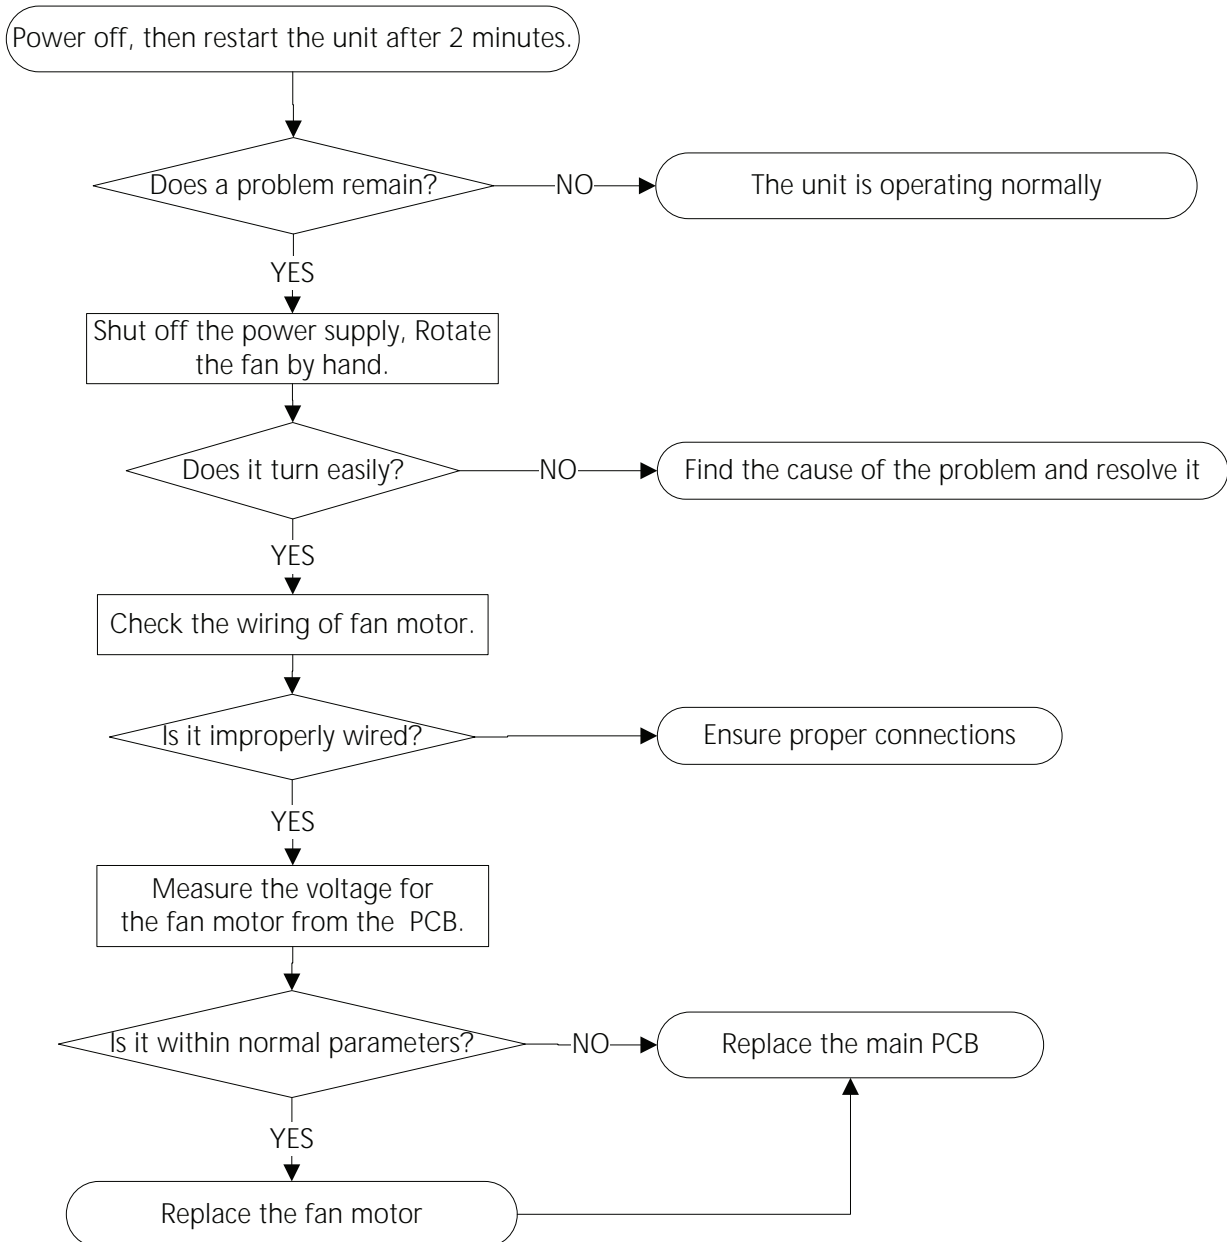 Power off, then restart the unit after 2 minutes.
Does a problem remain?
NO
The unit is operating normally
YES
Shut off the power supply, Rotate
the fan by hand.
Does it turn easily?
NO
Find the cause of the problem and resolve it
YES
Check the wiring of fan motor.
Is it improperly wired?
Ensure proper connections
YES
Measure the voltage for
the fan motor from the PCB.
Is it within normal parameters?
NO
Replace the main PCB
YES
Replace the fan motor